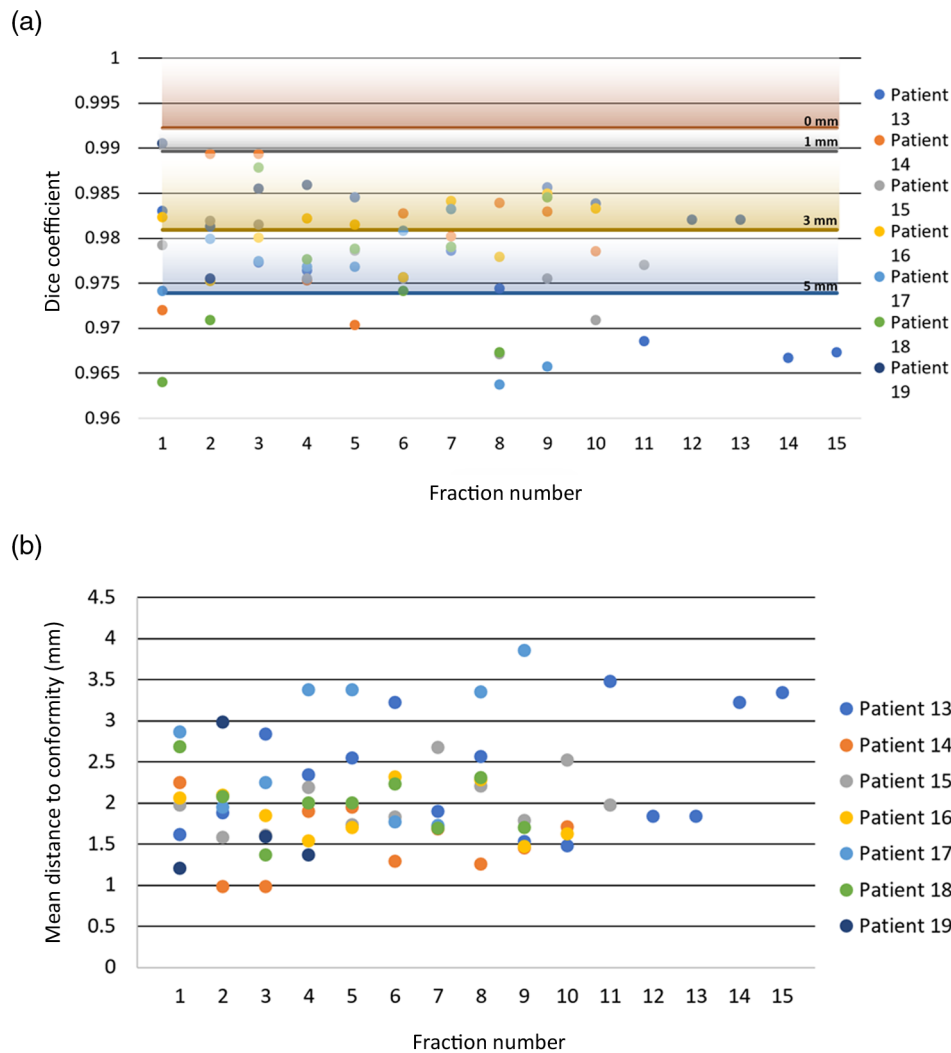 (a)
1
0.995
0.99
0.985
0.98
0.975
0.97
0.965
0.96
Dice coefficient
0 mm
1 mm
3 mm
5 mm
Patient
13
Patient
14
Patient
15
Patient
16
Patient
17
Patient
18
Patient
19
1 2 3 4 5 6 7 8 9 10 11 12 13 14 15
Fraction number
(b)
4.5
4
3.5
3
2.5
2
1.5
1
0.5
0
Mean distance to conformity (mm)
Patient 13
Patient 14
Patient 15
Patient 16
Patient 17
Patient 18
Patient 19
1 2 3 4 5 6 7 8 9 10 11 12 13 14 15
Fraction number